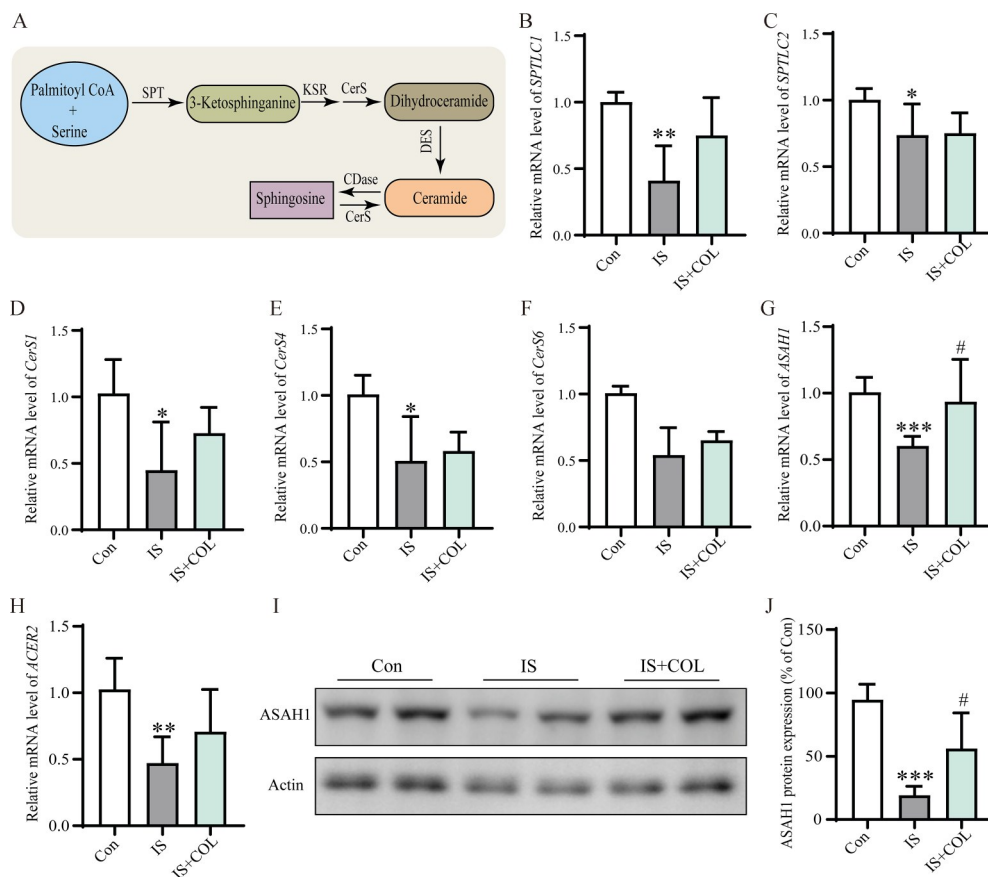 A
Palmitoyl CoA
+
Serine
SPT
3-Ketosphinganine
KSR
CerS
Dihydroceramide
DES
Ceramide
CDase
CerS
Sphingosine
B
Relative mRNA level of SPTLC1
1.5
1.0
0.5
0.0
**
Con
IS
IS+COL
C
Relative mRNA level of SPTLC2
1.5
1.0
0.5
0.0
*
Con
IS
IS+COL
D
Relative mRNA level of CerS1
1.5
1.0
0.5
0.0
*
Con
IS
IS+COL
E
Relative mRNA level of CerS4
1.5
1.0
0.5
0.0
*
Con
IS
IS+COL
F
Relative mRNA level of CerS6
1.5
1.0
0.5
0.0
Con
IS
IS+COL
G
Relative mRNA level of ASAH1
1.5
1.0
0.5
0.0
***
#
Con
IS
IS+COL
H
Relative mRNA level of ACER2
1.5
1.0
0.5
0.0
**
Con
IS
IS+COL
I
Con
IS
IS+COL
ASAH1
Actin
J
ASAH1 protein expression (% of Con)
150
100
50
0
***
#
Con
IS
IS+COL